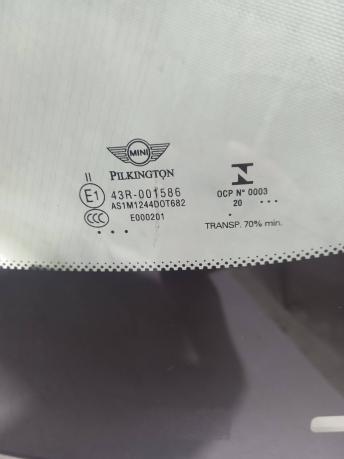 MINI
II PILKINGTON
E1 43R-001586
AS1M1244DOT682
CCC E000201
N
OCP N° 0003
20
TRANSP. 70% min.